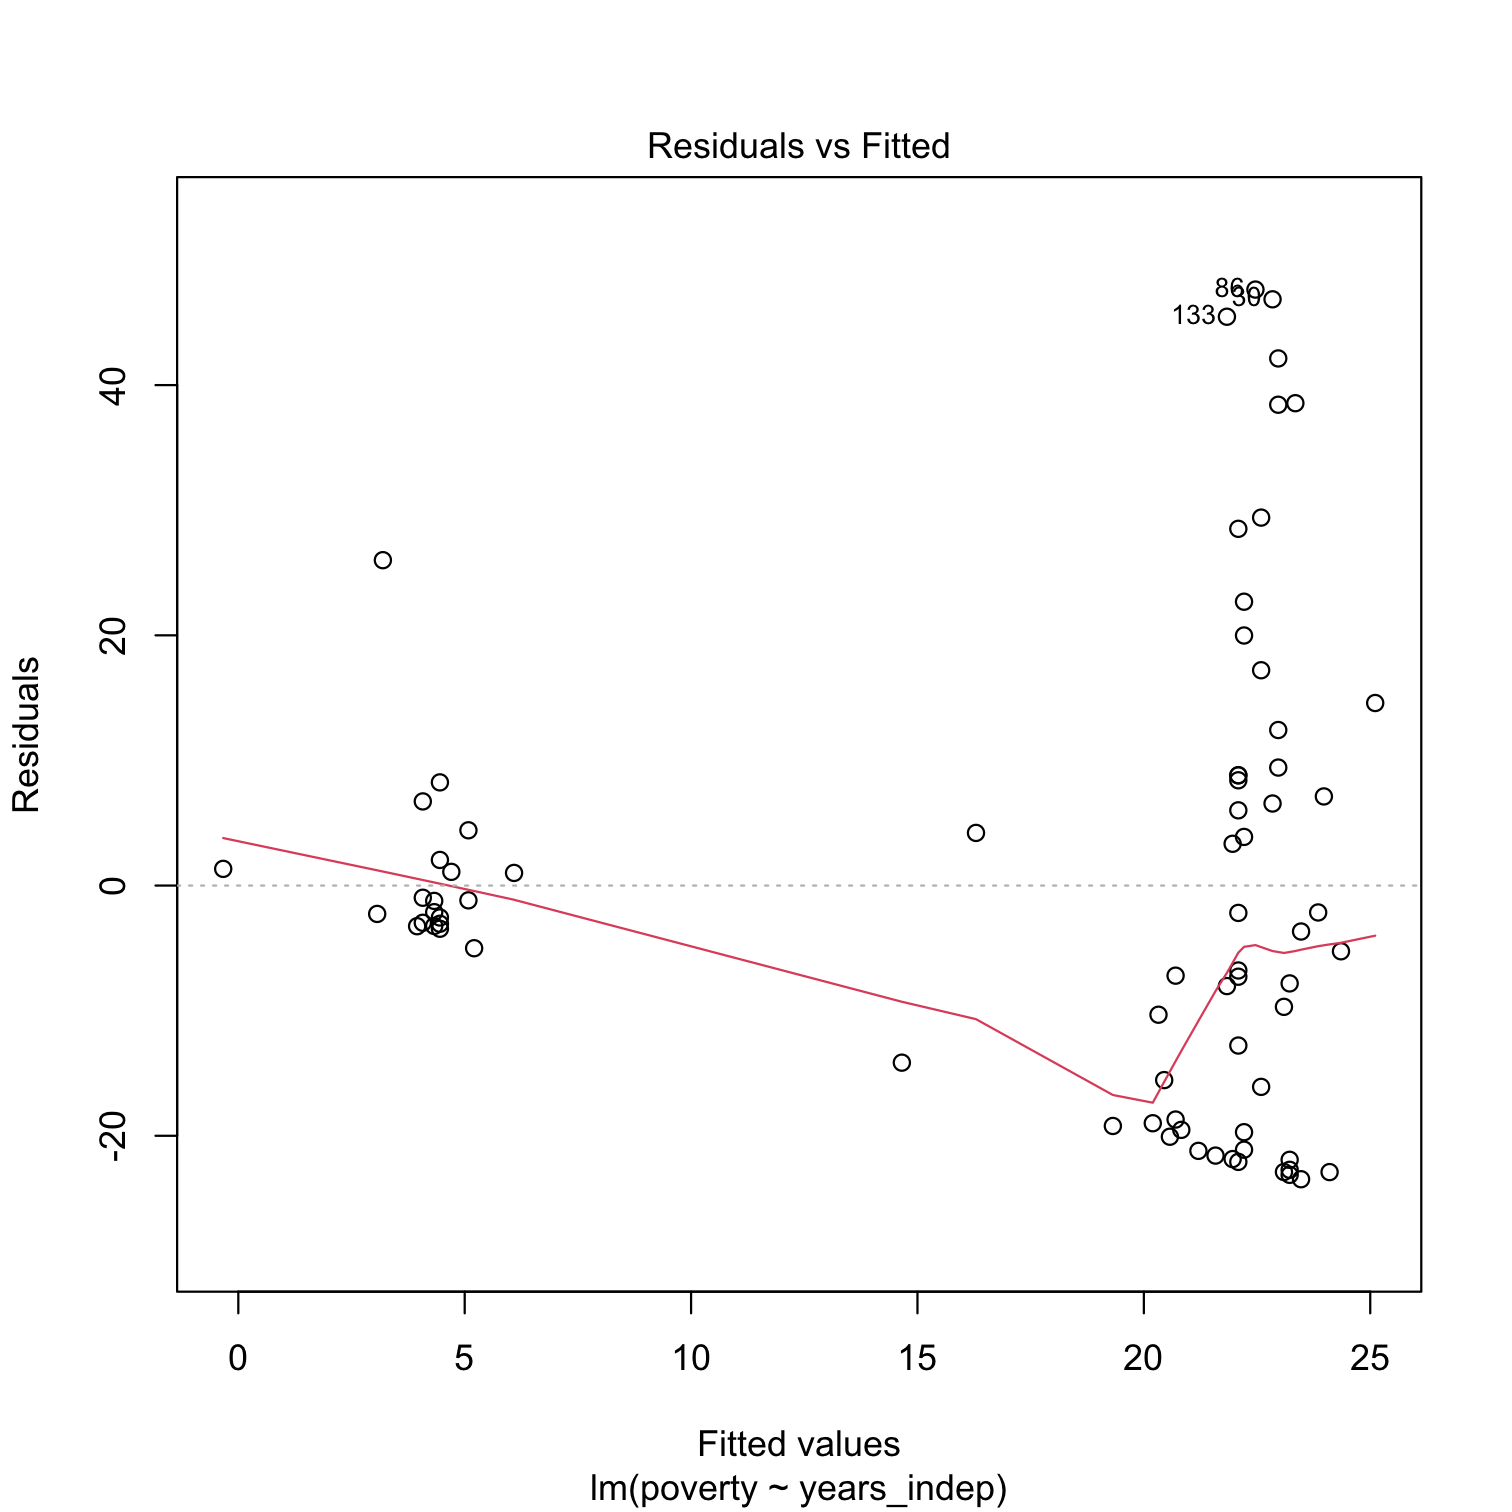 Residuals vs Fitted
Residuals
40
20
0
-20
86
30
133
0 5 10 15 20 25
Fitted values
lm(poverty ~ years_indep)